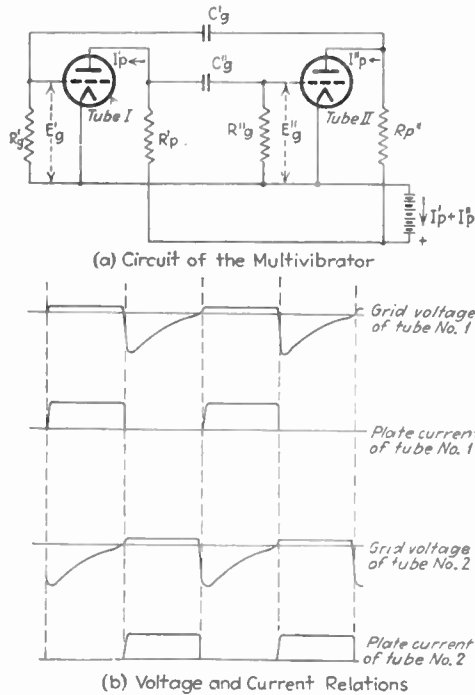 C'g
I'p
C"g
I"p
R'g
E'g
Tube I
R'p
R"g
E"g
Tube II
Rp"
I'p + I"p
+
(a) Circuit of the Multivibrator
Grid voltage
of tube No. 1
Plate current
of tube No. 1
Grid voltage
of tube No. 2
Plate current
of tube No. 2
(b) Voltage and Current Relations